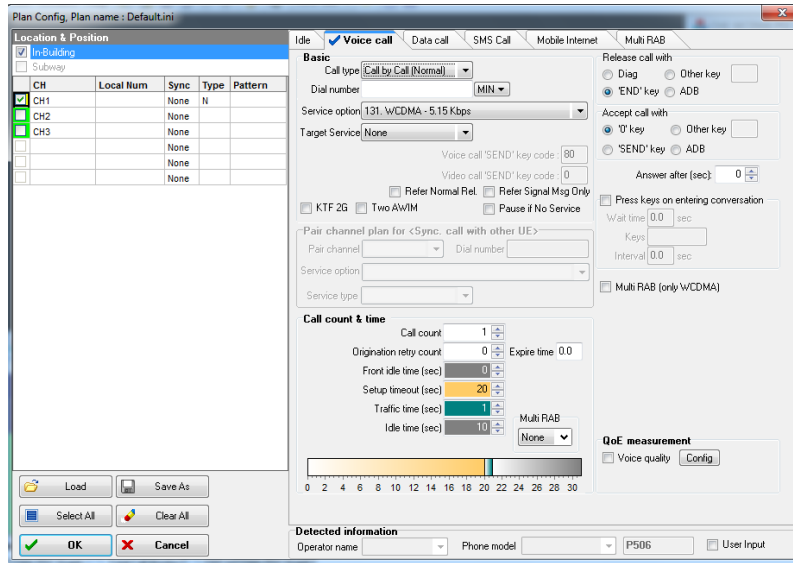 Plan Config, Plan name : Default.ini
Location & Position
In-Building
Subway
CH Local Num Sync Type Pattern
CH1 None N
CH2 None
CH3 None
None
None
None
Load Save As
Select All Clear All
OK Cancel
Idle Voice call Data call SMS Call Mobile Internet Multi RAB
Basic
Call type Call by Call (Normal)
Dial number MIN
Service option 131. WCDMA - 5.15 Kbps
Target Service None
Voice call 'SEND' key code : 80
Video call 'SEND' key code : 0
Refer Normal Rel. Refer Signal Msg Only
KTF 2G Two AWIM Pause if No Service
Pair channel plan for <Sync. call with other UE>
Pair channel Dial number
Service option
Service type
Call count & time
Call count 1
Origination retry count 0 Expire time 0.0
Front idle time (sec) 0
Setup timeout (sec) 20
Traffic time (sec) 1
Idle time (sec) 10
Multi RAB
None
0 2 4 6 8 10 12 14 16 18 20 22 24 26 28 30
Release call with
Diag Other key
'END' key ADB
Accept call with
'0' key Other key
'SEND' key ADB
Answer after (sec): 0
Press keys on entering conversation
Wait time 0.0 sec
Keys
Interval 0.0 sec
Multi RAB (only WCDMA)
QoE measurement
Voice quality Config
Detected information
Operator name Phone model P506 User Input